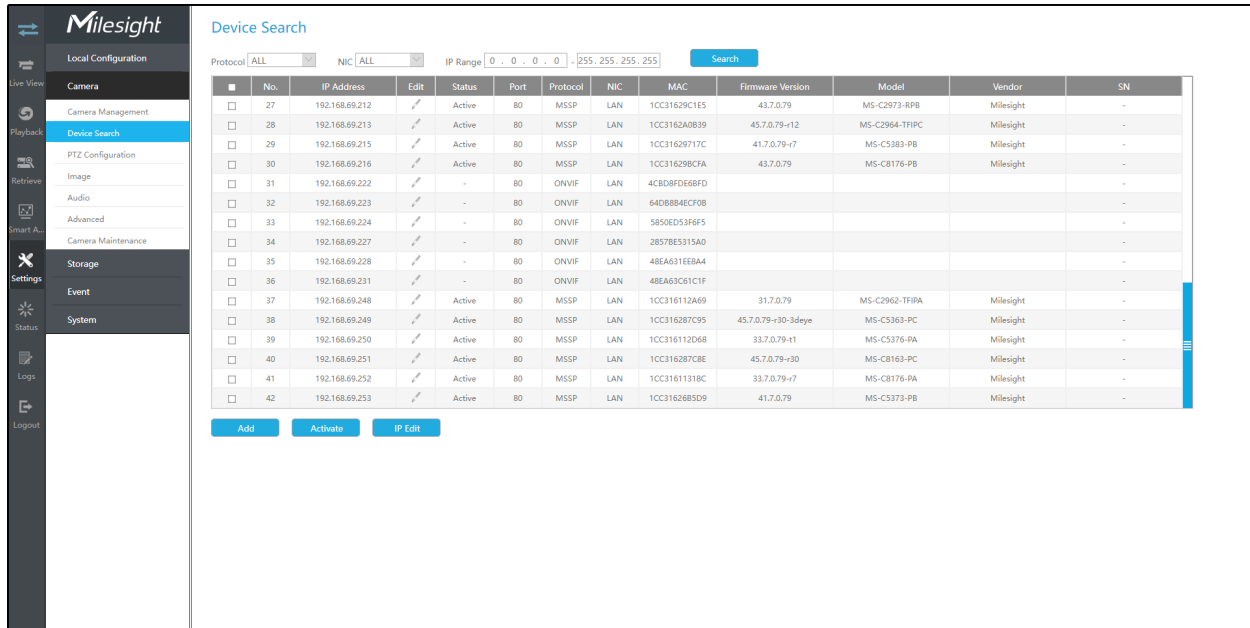 Milesight
Live View
Playback
Retrieve
Smart A...
Settings
Status
Logs
Logout
Local Configuration
Camera
Camera Management
Device Search
PTZ Configuration
Image
Audio
Advanced
Camera Maintenance
Storage
Event
System
Device Search
Protocol ALL NIC ALL IP Range 0 . 0 . 0 . 0 - 255 . 255 . 255 . 255 Search
No. IP Address Edit Status Port Protocol NIC MAC Firmware Version Model Vendor SN
27 192.168.69.212 Active 80 MSSP LAN 1CC31629C1E5 43.7.0.79 MS-C2973-RPB Milesight -
28 192.168.69.213 Active 80 MSSP LAN 1CC3162A0B39 45.7.0.79-r12 MS-C2964-TFIPC Milesight -
29 192.168.69.215 Active 80 MSSP LAN 1CC31629717C 41.7.0.79-r7 MS-C5383-PB Milesight -
30 192.168.69.216 Active 80 MSSP LAN 1CC31629BCFA 43.7.0.79 MS-C8176-PB Milesight -
31 192.168.69.222 - 80 ONVIF LAN 4CBD8FDE6BFD -
32 192.168.69.223 - 80 ONVIF LAN 64DB8B4ECF0B -
33 192.168.69.224 - 80 ONVIF LAN 5850ED53F6F5 -
34 192.168.69.227 - 80 ONVIF LAN 2857BE5315A0 -
35 192.168.69.228 - 80 ONVIF LAN 48EA631EE8A4 -
36 192.168.69.231 - 80 ONVIF LAN 48EA63C61C1F -
37 192.168.69.248 Active 80 MSSP LAN 1CC316112A69 31.7.0.79 MS-C2962-TFIPA Milesight -
38 192.168.69.249 Active 80 MSSP LAN 1CC316287C95 45.7.0.79-r30-3deye MS-C5363-PC Milesight -
39 192.168.69.250 Active 80 MSSP LAN 1CC316112D68 33.7.0.79-t1 MS-C5376-PA Milesight -
40 192.168.69.251 Active 80 MSSP LAN 1CC316287C8E 45.7.0.79-r30 MS-C8163-PC Milesight -
41 192.168.69.252 Active 80 MSSP LAN 1CC31611318C 33.7.0.79-r7 MS-C8176-PA Milesight -
42 192.168.69.253 Active 80 MSSP LAN 1CC31626B5D9 41.7.0.79 MS-C5373-PB Milesight -
Add Activate IP Edit